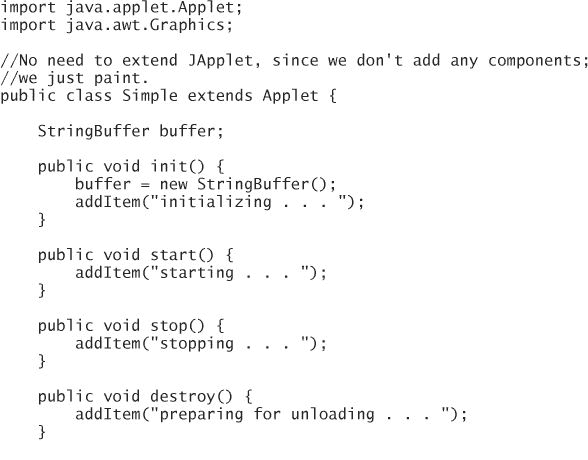 import java.applet.Applet;
import java.awt.Graphics;

//No need to extend JApplet, since we don't add any components;
//we just paint.
public class Simple extends Applet {

    StringBuffer buffer;

    public void init() {
        buffer = new StringBuffer();
        addItem("initializing . . . ");
    }

    public void start() {
        addItem("starting . . . ");
    }

    public void stop() {
        addItem("stopping . . . ");
    }

    public void destroy() {
        addItem("preparing for unloading . . . ");
    }